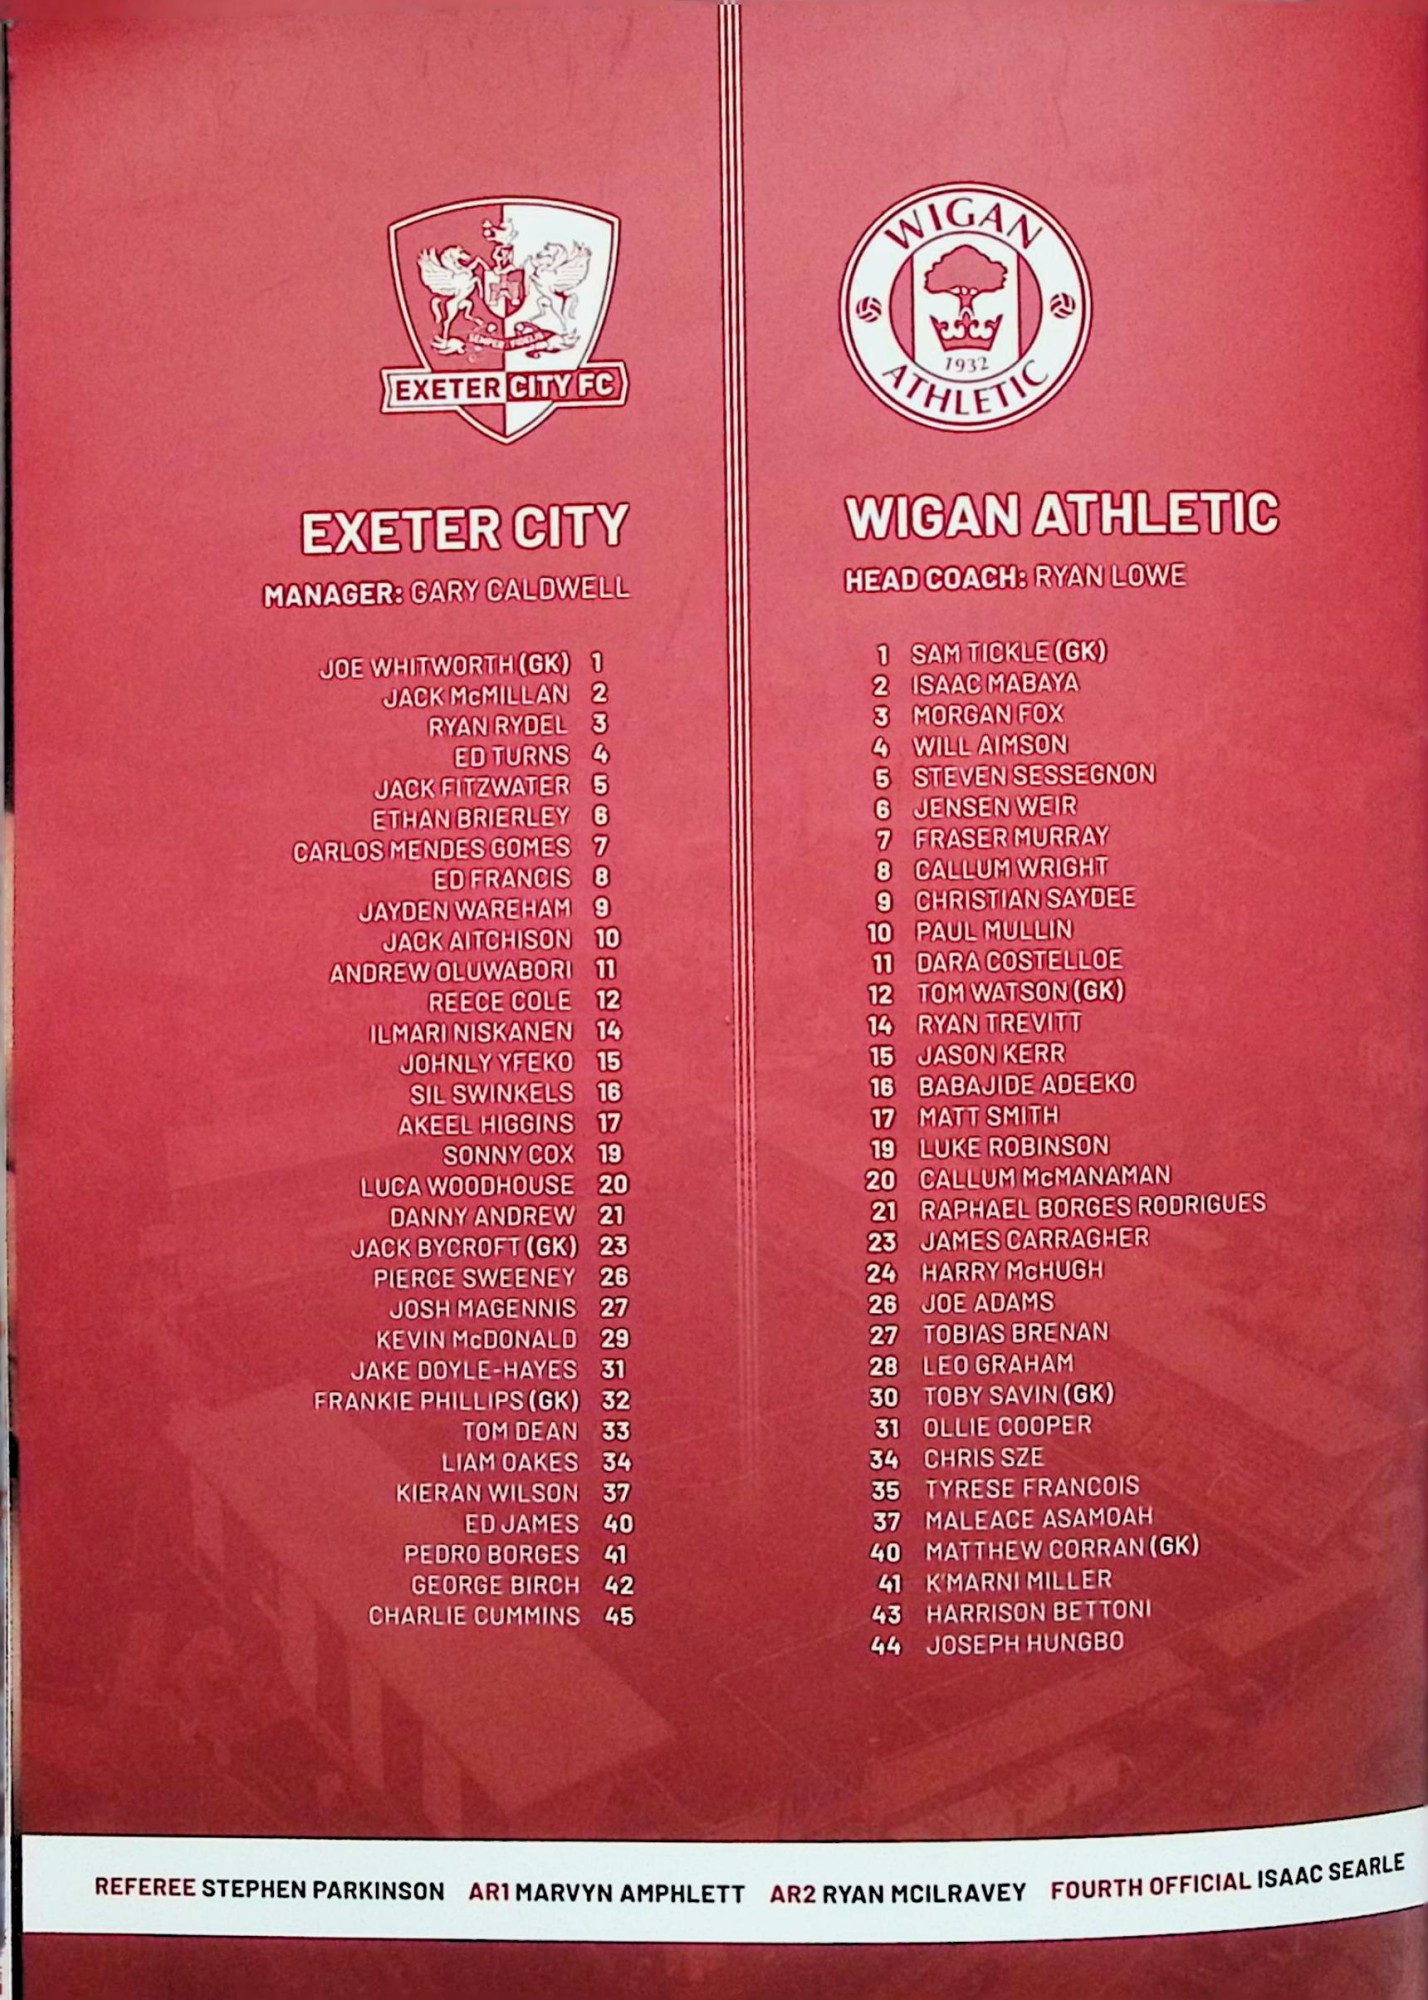 EXETER CITY FC
SEMPER FIDELIS
EXETER CITY
MANAGER: GARY CALDWELL
JOE WHITWORTH (GK) 1
JACK McMILLAN 2
RYAN RYDEL 3
ED TURNS 4
JACK FITZWATER 5
ETHAN BRIERLEY 6
CARLOS MENDES GOMES 7
ED FRANCIS 8
JAYDEN WAREHAM 9
JACK AITCHISON 10
ANDREW OLUWABORI 11
REECE COLE 12
ILMARI NISKANEN 14
JOHNLY YFEKO 15
SIL SWINKELS 16
AKEEL HIGGINS 17
SONNY COX 19
LUCA WOODHOUSE 20
DANNY ANDREW 21
JACK BYCROFT (GK) 23
PIERCE SWEENEY 26
JOSH MAGENNIS 27
KEVIN McDONALD 29
JAKE DOYLE-HAYES 31
FRANKIE PHILLIPS (GK) 32
TOM DEAN 33
LIAM OAKES 34
KIERAN WILSON 37
ED JAMES 40
PEDRO BORGES 41
GEORGE BIRCH 42
CHARLIE CUMMINS 45
WIGAN
1932
ATHLETIC
WIGAN ATHLETIC
HEAD COACH: RYAN LOWE
1 SAM TICKLE (GK)
2 ISAAC MABAYA
3 MORGAN FOX
4 WILL AIMSON
5 STEVEN SESSEGNON
6 JENSEN WEIR
7 FRASER MURRAY
8 CALLUM WRIGHT
9 CHRISTIAN SAYDEE
10 PAUL MULLIN
11 DARA COSTELLOE
12 TOM WATSON (GK)
14 RYAN TREVITT
15 JASON KERR
16 BABAJIDE ADEEKO
17 MATT SMITH
19 LUKE ROBINSON
20 CALLUM McMANAMAN
21 RAPHAEL BORGES RODRIGUES
23 JAMES CARRAGHER
24 HARRY McHUGH
26 JOE ADAMS
27 TOBIAS BRENAN
28 LEO GRAHAM
30 TOBY SAVIN (GK)
31 OLLIE COOPER
34 CHRIS SZE
35 TYRESE FRANCOIS
37 MALEACE ASAMOAH
40 MATTHEW CORRAN (GK)
41 K'MARNI MILLER
43 HARRISON BETTONI
44 JOSEPH HUNGBO
REFEREE STEPHEN PARKINSON AR1 MARVYN AMPHLETT AR2 RYAN MCILRAVEY FOURTH OFFICIAL ISAAC SEARLE